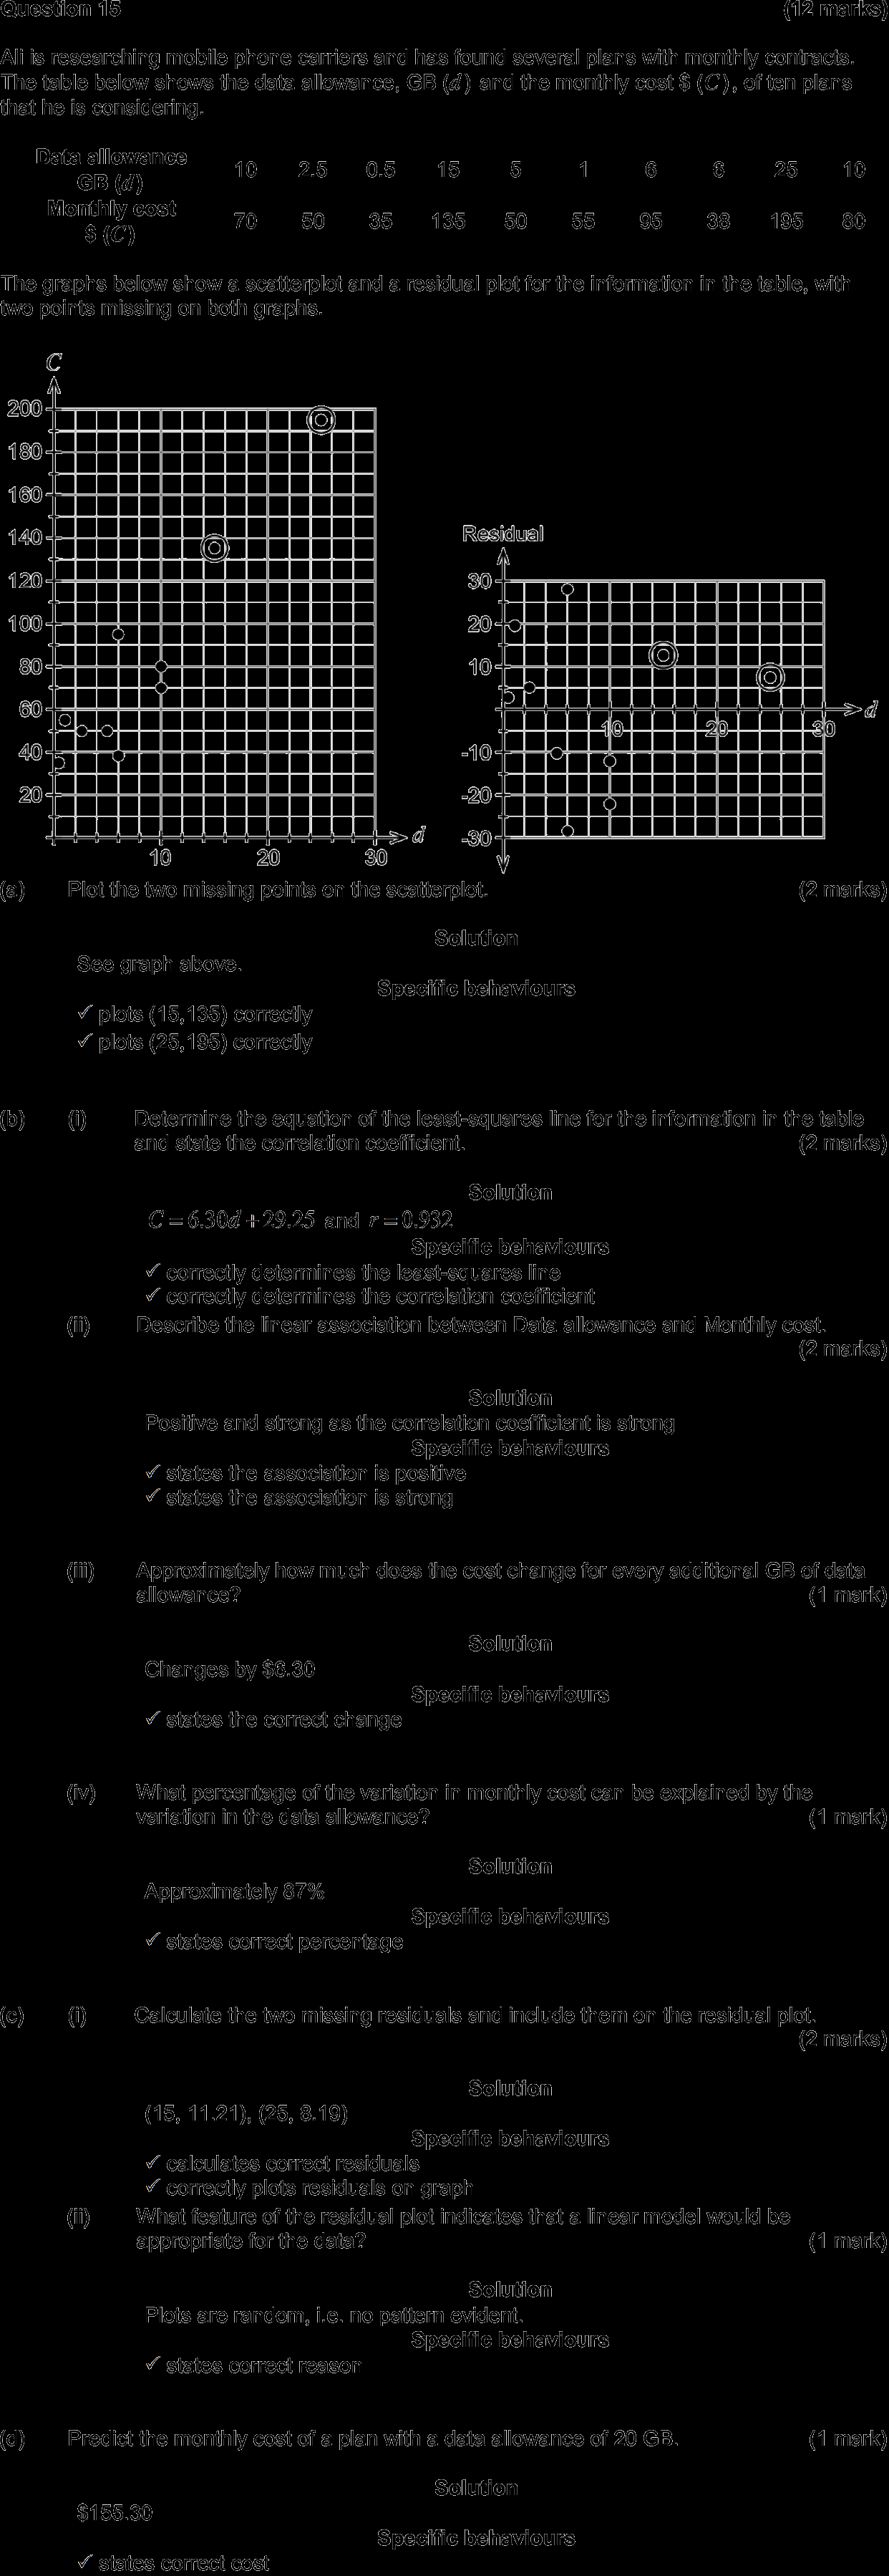 Question 15 (12 marks)
Ali is researching mobile phone carriers and has found several plans with monthly contracts.
The table below shows the data allowance, GB (d) and the monthly cost $ (C), of ten plans
that he is considering.
Data allowance
GB (d) 10 2.5 0.5 15 5 1 6 6 25 10
Monthly cost
$ (C) 70 50 35 135 50 55 95 38 195 80
The graphs below show a scatterplot and a residual plot for the information in the table, with
two points missing on both graphs.
C
200
180
160
140
120
100
80
60
40
20
10 20 30 d
Residual
30
20
10
10 20 30 d
-10
-20
-30
(a) Plot the two missing points on the scatterplot. (2 marks)
Solution
See graph above.
Specific behaviours
✓ plots (15,135) correctly
✓ plots (25,195) correctly
(b) (i) Determine the equation of the least-squares line for the information in the table
and state the correlation coefficient. (2 marks)
Solution
C = 6.30d + 29.25 and r = 0.932
Specific behaviours
✓ correctly determines the least-squares line
✓ correctly determines the correlation coefficient
(ii) Describe the linear association between Data allowance and Monthly cost.
(2 marks)
Solution
Positive and strong as the correlation coefficient is strong
Specific behaviours
✓ states the association is positive
✓ states the association is strong
(iii) Approximately how much does the cost change for every additional GB of data
allowance? (1 mark)
Solution
Changes by $6.30
Specific behaviours
✓ states the correct change
(iv) What percentage of the variation in monthly cost can be explained by the
variation in the data allowance? (1 mark)
Solution
Approximately 87%
Specific behaviours
✓ states correct percentage
(c) (i) Calculate the two missing residuals and include them on the residual plot.
(2 marks)
Solution
(15, 11.21), (25, 8.19)
Specific behaviours
✓ calculates correct residuals
✓ correctly plots residuals on graph
(ii) What feature of the residual plot indicates that a linear model would be
appropriate for the data? (1 mark)
Solution
Plots are random, i.e. no pattern evident.
Specific behaviours
✓ states correct reason
(d) Predict the monthly cost of a plan with a data allowance of 20 GB. (1 mark)
Solution
$155.30
Specific behaviours
✓ states correct cost